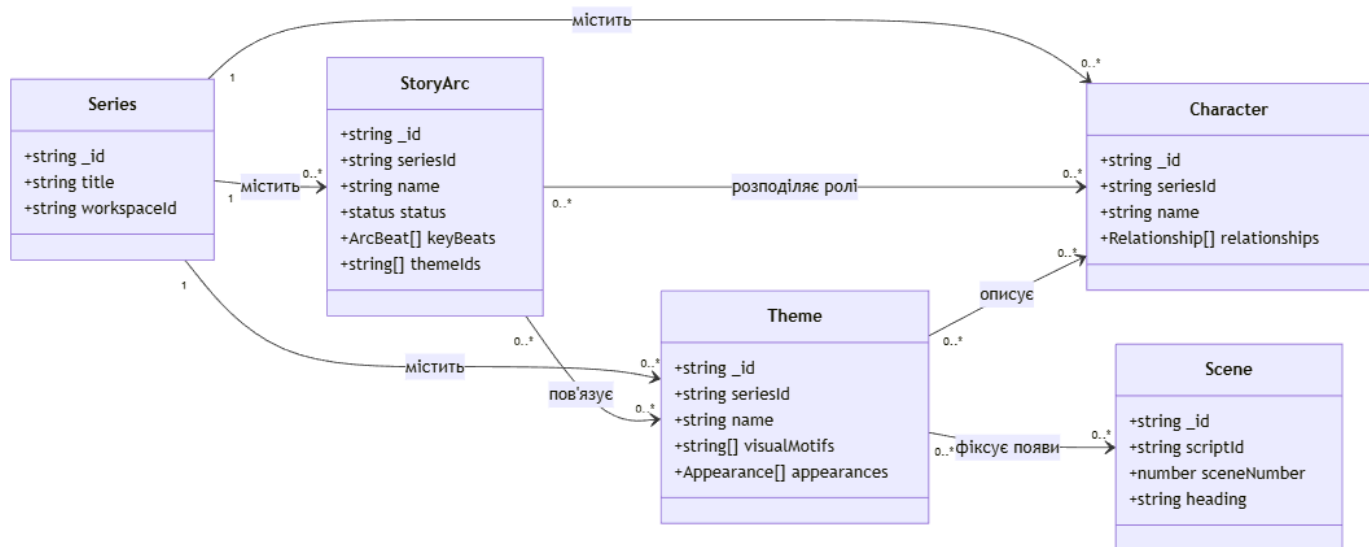 містить
1
0..*
Series
+string _id
+string title
+string workspaceId
містить
1
0..*
StoryArc
+string _id
+string seriesId
+string name
+status status
+ArcBeat[] keyBeats
+string[] themeIds
розподіляє ролі
0..*
0..*
Character
+string _id
+string seriesId
+string name
+Relationship[] relationships
1
містить
0..*
0..*
пов'язує
0..*
Theme
+string _id
+string seriesId
+string name
+string[] visualMotifs
+Appearance[] appearances
описує
0..*
0..*
фіксує появи
0..*
0..*
Scene
+string _id
+string scriptId
+number sceneNumber
+string heading